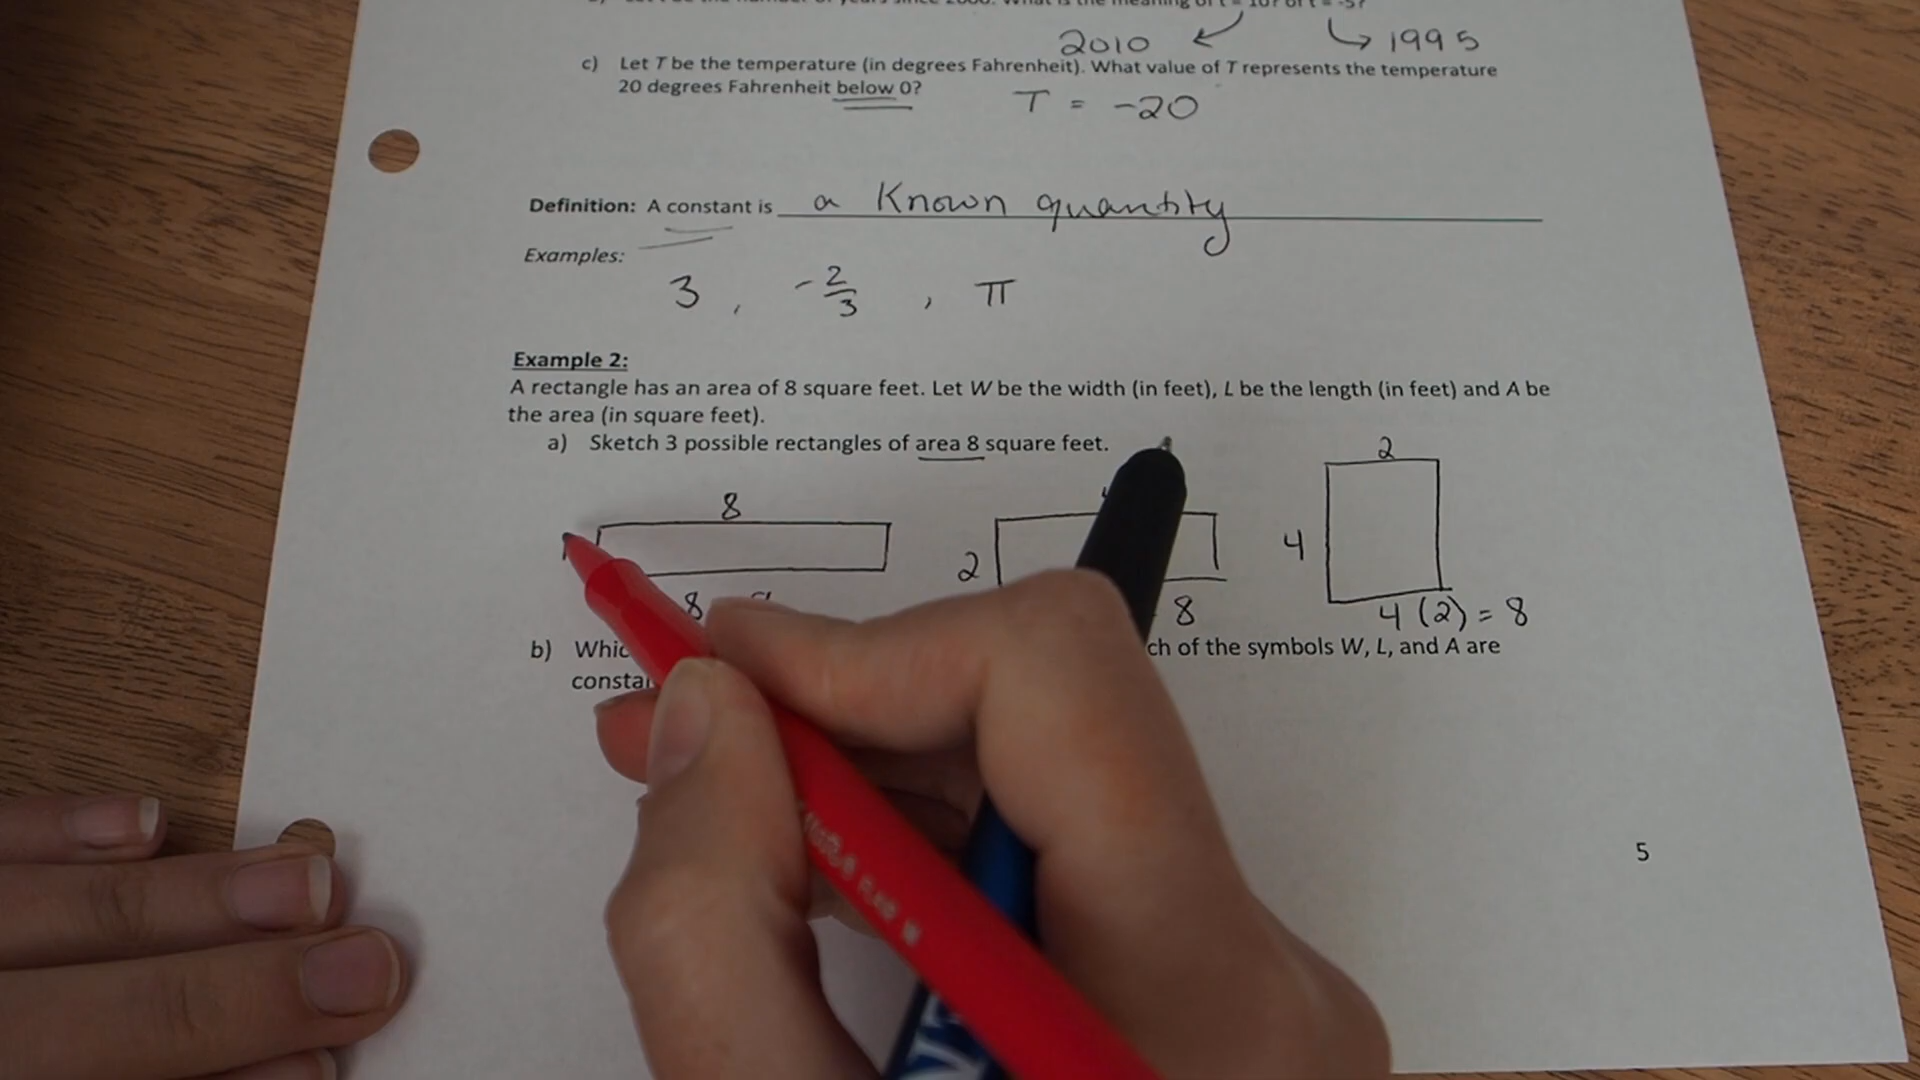 2010 1995
c) Let T be the temperature (in degrees Fahrenheit). What value of T represents the temperature
20 degrees Fahrenheit below 0? T = -20
Definition: A constant is a known quantity
Examples:
3, -2/3, π
Example 2:
A rectangle has an area of 8 square feet. Let W be the width (in feet), L be the length (in feet) and A be
the area (in square feet).
a) Sketch 3 possible rectangles of area 8 square feet.
8 2
2 4
8 8 4 (2) = 8
b) of the symbols W, L, and A are
5